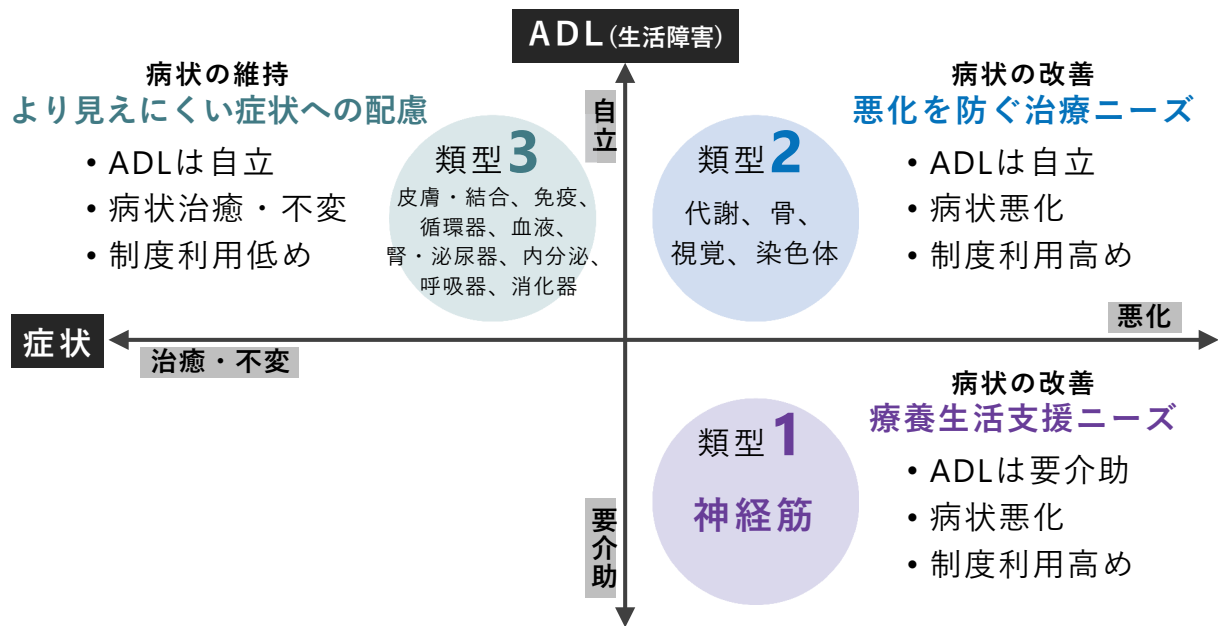 ADL(生活障害)
病状の維持
より見えにくい症状への配慮
• ADLは自立
• 病状治癒・不変
• 制度利用低め
類型3
皮膚・結合、免疫、
循環器、血液、
腎・泌尿器、内分泌、
呼吸器、消化器
自立
類型2
代謝、骨、
視覚、染色体
病状の改善
悪化を防ぐ治療ニーズ
• ADLは自立
• 病状悪化
• 制度利用高め
症状
治癒・不変
悪化
要介助
類型1
神経筋
病状の改善
療養生活支援ニーズ
• ADLは要介助
• 病状悪化
• 制度利用高め